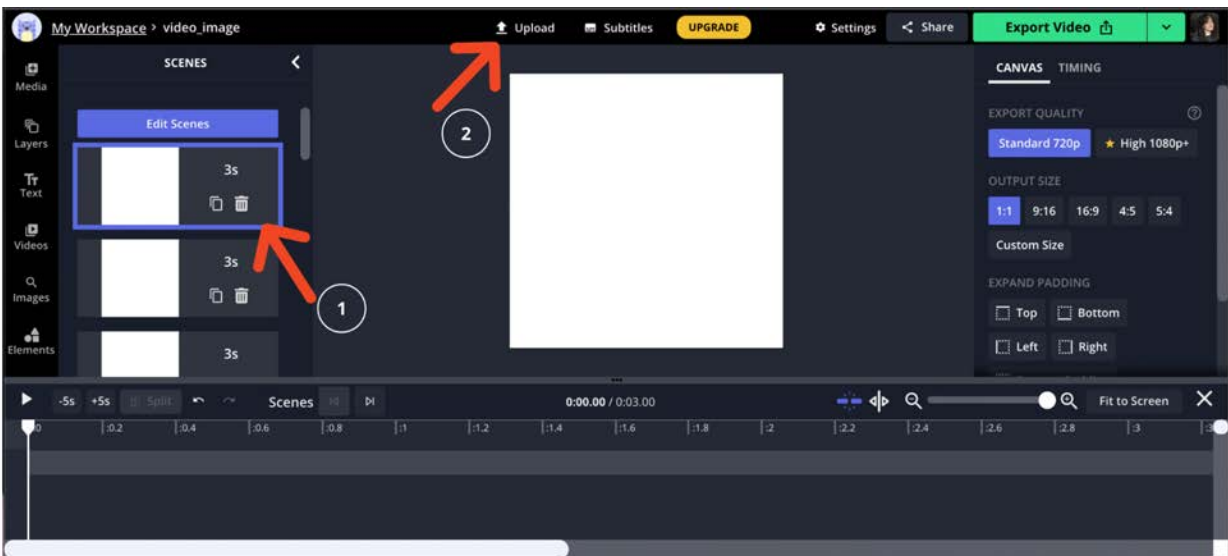 My Workspace > video_image
Upload
Subtitles
UPGRADE
Settings
Share
Export Video
Media
Layers
Text
Videos
Images
Elements
SCENES
Edit Scenes
3s
3s
3s
1
2
CANVAS TIMING
EXPORT QUALITY
Standard 720p
High 1080p+
OUTPUT SIZE
1:1 9:16 16:9 4:5 5:4
Custom Size
EXPAND PADDING
Top Bottom
Left Right
-5s +5s Split Scenes 0:00.00 / 0:03.00 Fit to Screen
:0 :0.2 :0.4 :0.6 :0.8 :1 :1.2 :1.4 :1.6 :1.8 :2 :2.2 :2.4 :2.6 :2.8 :3